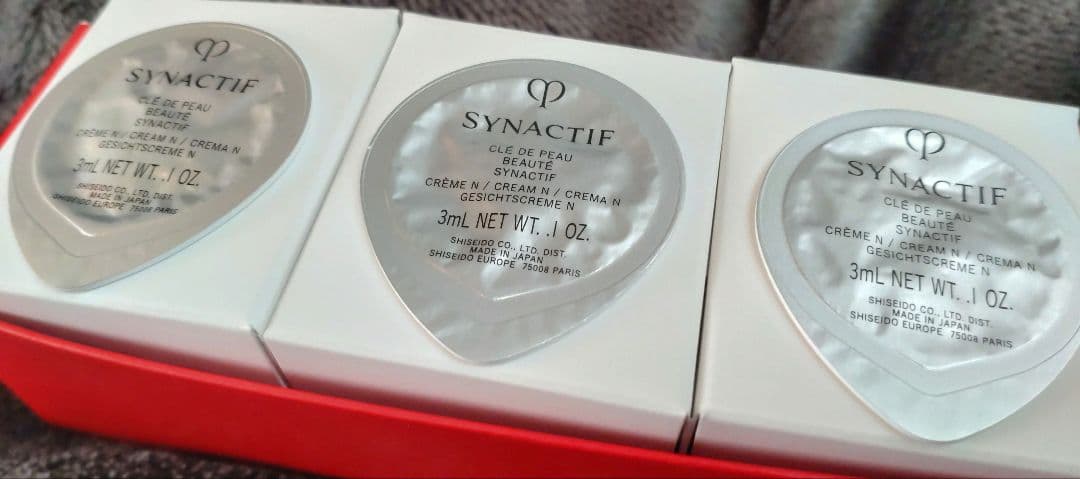 SYNACTIF
CLÉ DE PEAU
BEAUTÉ
SYNACTIF
CRÈME N / CREAM N / CREMA N
GESICHTSCREME N
3mL NET WT. .1 OZ.
SHISEIDO CO., LTD. DIST.
MADE IN JAPAN
SHISEIDO EUROPE 75008 PARIS
SYNACTIF
CLÉ DE PEAU
BEAUTÉ
SYNACTIF
CRÈME N / CREAM N / CREMA N
GESICHTSCREME N
3mL NET WT. .1 OZ.
SHISEIDO CO., LTD. DIST.
MADE IN JAPAN
SHISEIDO EUROPE 75008 PARIS
SYNACTIF
CLÉ DE PEAU
BEAUTÉ
SYNACTIF
CRÈME N / CREAM N / CREMA N
GESICHTSCREME N
3mL NET WT. .1 OZ.
SHISEIDO CO., LTD. DIST.
MADE IN JAPAN
SHISEIDO EUROPE 75008 PARIS